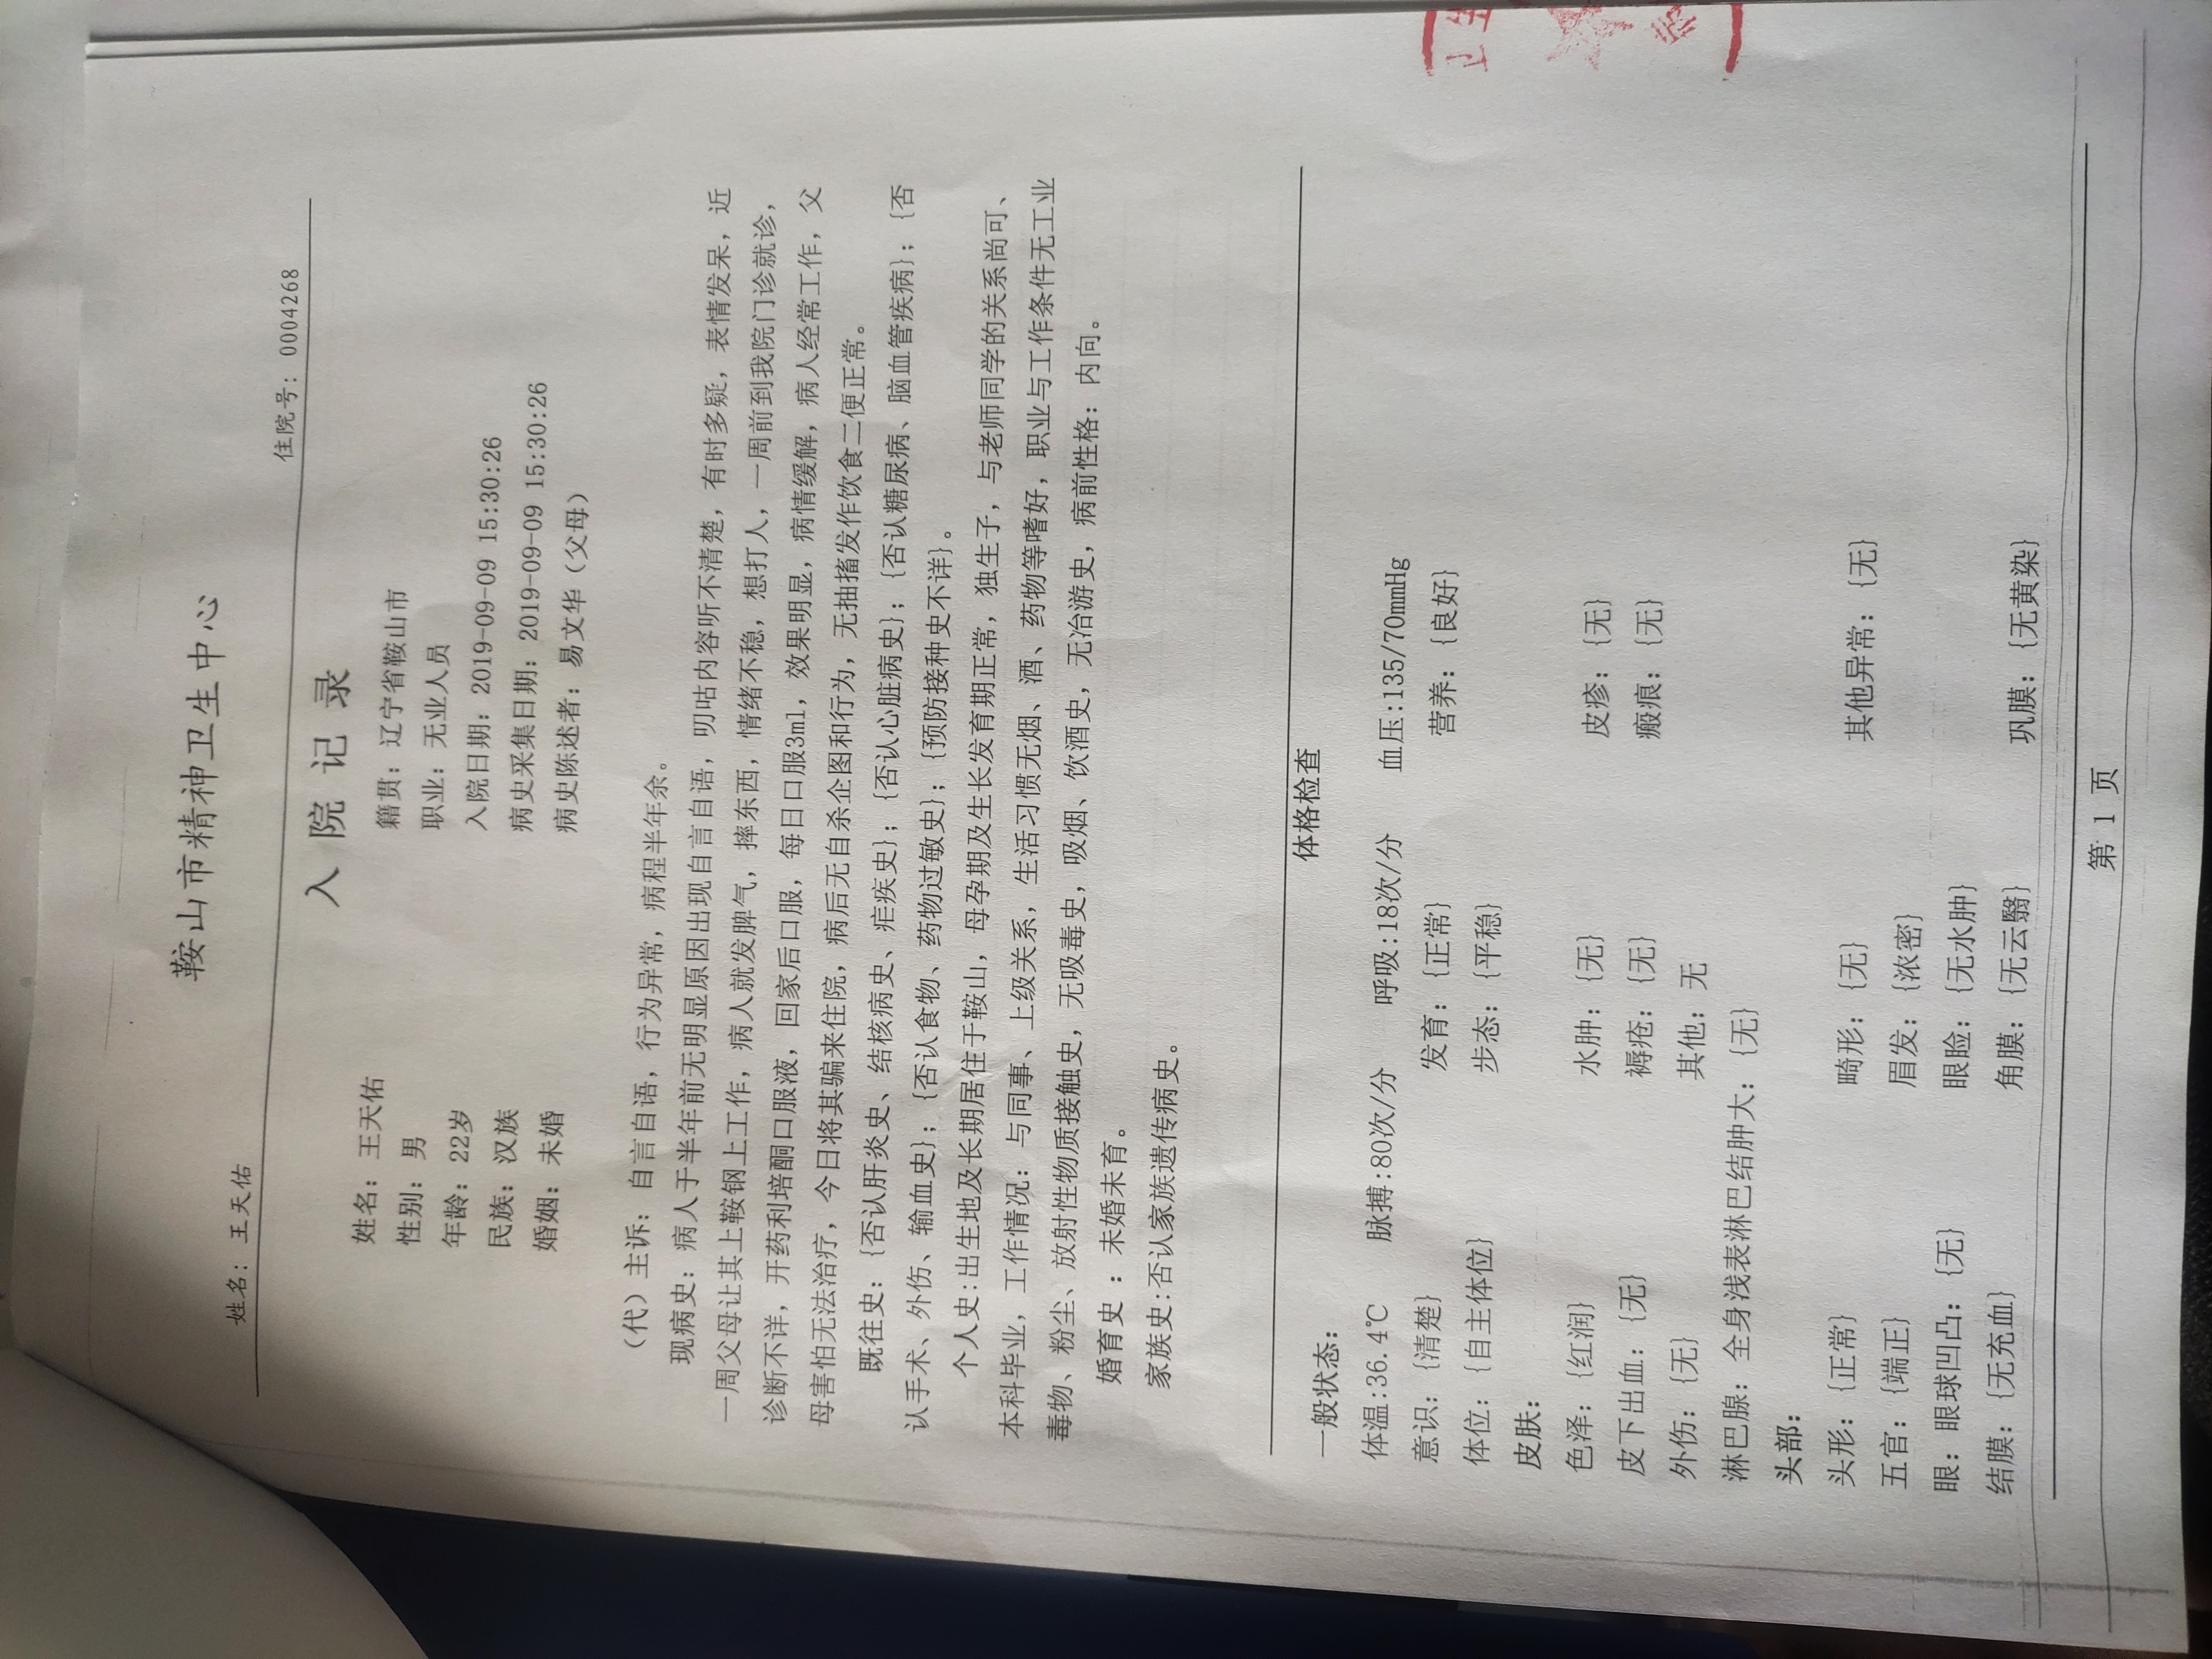 鞍山市精神卫生中心
姓名：王天佑
住院号：0004268
入院记录
姓名：王天佑
籍贯：辽宁省鞍山市
性别：男
职业：无业人员
年龄：22岁
入院日期：2019-09-09 15:30:26
民族：汉族
病史采集日期：2019-09-09 15:30:26
婚姻：未婚
病史陈述者：易文华（父母）
（代）主诉：自言自语，行为异常，病程半年余。
现病史：病人于半年前无明显原因出现自言自语，叨咕内容听不清楚，有时多疑，表情发呆，近
一周父母让其上鞍钢上工作，病人就发脾气，摔东西，情绪不稳，想打人，一周前到我院门诊就诊，
诊断不详，开药利培酮口服液，回家后口服，每日口服3ml，效果明显，病情缓解，病人经常工作，父
母害怕无法治疗，今日将其骗来住院，病后无自杀企图和行为，无抽搐发作饮食二便正常。
既往史：{否认肝炎史、结核病史、疟疾史}；{否认心脏病史}；{否认糖尿病、脑血管疾病}；{否
认手术、外伤、输血史}；{否认食物、药物过敏史}；{预防接种史不详}。
个人史:出生地及长期居住于鞍山，母孕期及生长发育期正常，独生子，与老师同学的关系尚可、
本科毕业，工作情况：与同事、上级关系，生活习惯无烟、酒、药物等嗜好，职业与工作条件无工业
毒物、粉尘、放射性物质接触史，无吸毒史，吸烟、饮酒史，无冶游史，病前性格：内向。
婚育史 ：未婚未育。
家族史:否认家族遗传病史。
体格检查
一般状态：
体温:36.4℃ 脉搏:80次/分 呼吸:18次/分 血压:135/70mmHg
意识：{清楚} 发育：{正常} 营养：{良好}
体位：{自主体位} 步态：{平稳}
皮肤：
色泽：{红润} 水肿：{无} 皮疹：{无}
皮下出血：{无} 褥疮：{无} 瘢痕：{无}
外伤：{无} 其他：无
淋巴腺：全身浅表淋巴结肿大：{无}
头部：
头形：{正常} 畸形：{无} 其他异常：{无}
五官：{端正} 眉发：{浓密}
眼：眼球凹凸：{无} 眼睑：{无水肿}
结膜：{无充血} 角膜：{无云翳} 巩膜：{无黄染}
第 1 页
卫生
病